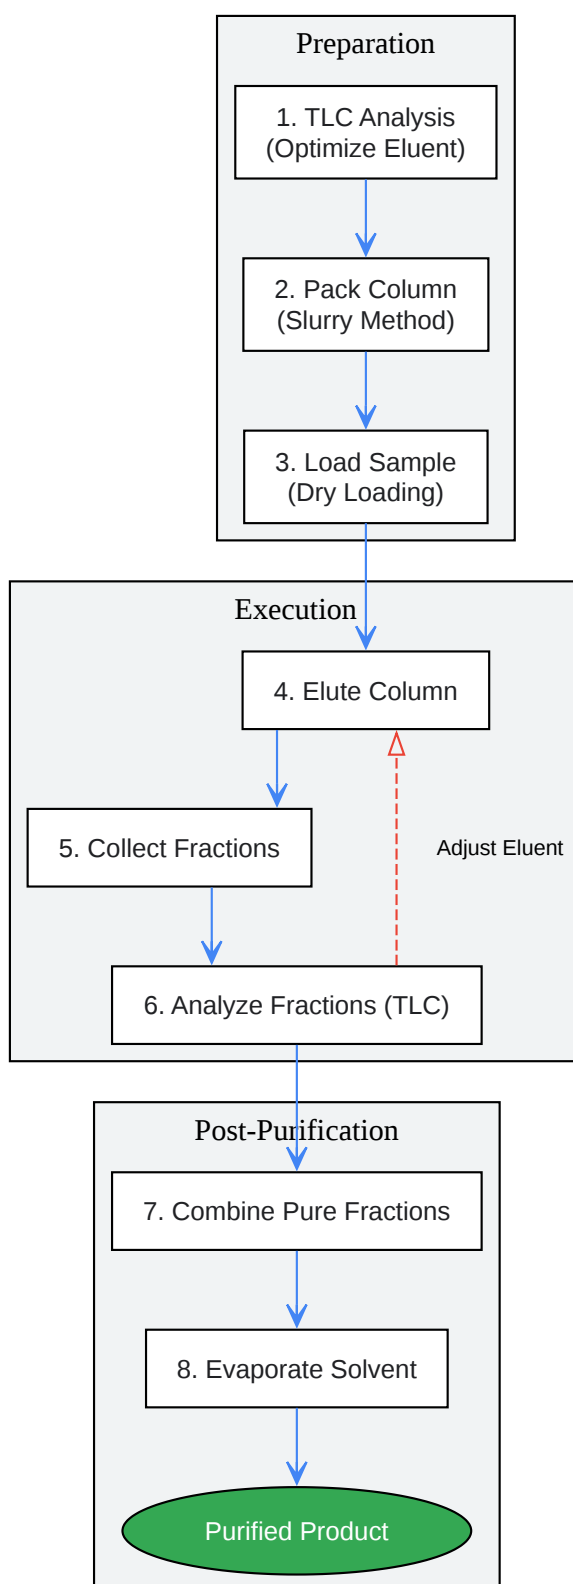 Preparation
1. TLC Analysis
(Optimize Eluent)
2. Pack Column
(Slurry Method)
3. Load Sample
(Dry Loading)
Execution
4. Elute Column
5. Collect Fractions
Adjust Eluent
6. Analyze Fractions (TLC)
Post-Purification
7. Combine Pure Fractions
8. Evaporate Solvent
Purified Product